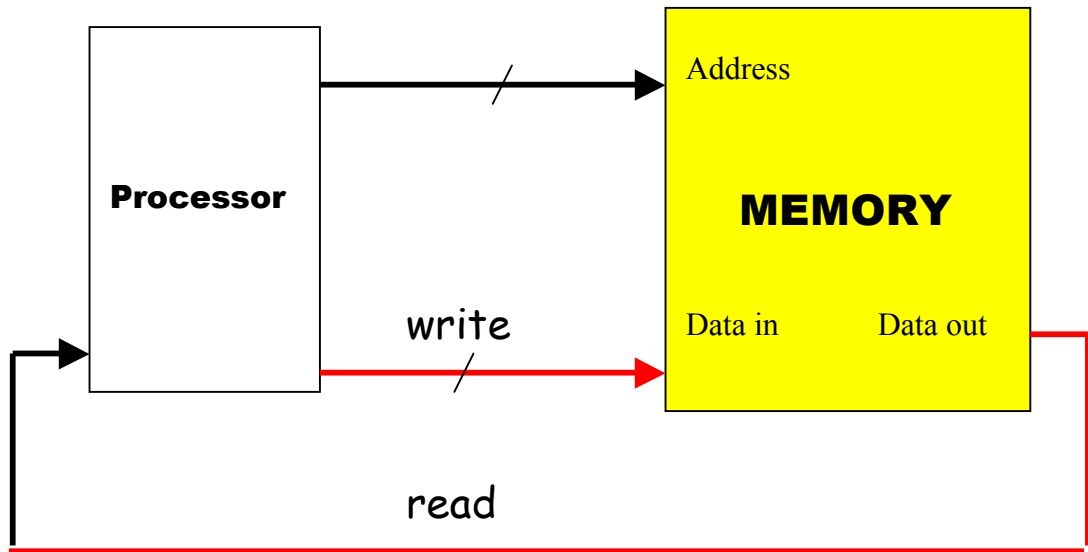 Address
Processor
MEMORY
write
Data in
Data out
read